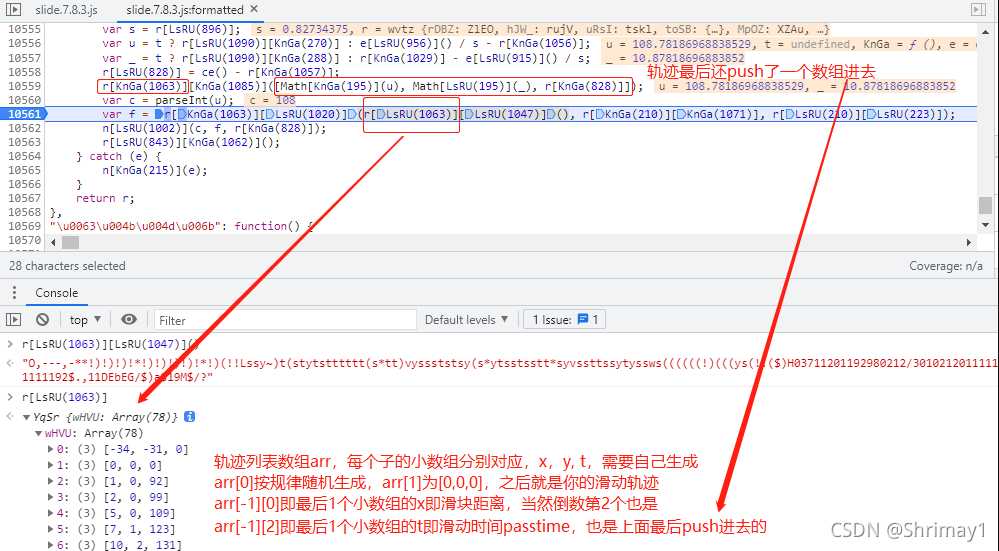 slide.7.8.3.js slide.7.8.3.js:formatted ×
10555 var s = r[LsRU(896)]; s = 0.82734375, r = wvtz {rDBZ: ZlEO, hJW_: rujV, uRsI: tskl, toSB: {…}, MpOZ: XZAu, …}
10556 var u = t ? r[LsRU(1090)][KnGa(270)] : e[LsRU(956)]() / s - r[KnGa(1056)]; u = 108.78186968838529, t = undefined, KnGa = ƒ (), e =
10557 var _ = t ? r[LsRU(1090)][KnGa(288)] : r[KnGa(1029)] - e[LsRU(915)]() / s; _ = 10.87883852
10558 r[LsRU(828)] = ce() - r[KnGa(1057)]; 轨迹最后还push了一个数组进去
10559 r[KnGa(1063)][KnGa(1085)]([Math[KnGa(195)](u), Math[LsRU(195)](_), r[KnGa(828)]]); u = 108.78186968838529, _ = 10.87883852
10560 var c = parseInt(u); c = 108
10561 var f = r[KnGa(1063)][LsRU(1020)](r[LsRU(1063)][LsRU(1047)](), r[KnGa(210)][KnGa(1071)], r[LsRU(210)][LsRU(223)]);
10562 n[LsRU(1002)](c, f, r[KnGa(828)]);
10563 r[LsRU(843)][KnGa(1062)]();
10564 } catch (e) {
10565 n[KnGa(215)](e);
10566 }
10567 return r;
10568 },
10569 "\u0063\u004b\u004d\u006b": function() {
10570
28 characters selected Coverage: n/a
Console
top ▼ Filter Default levels ▼ 1 Issue: 1
> r[LsRU(1063)][LsRU(1047)]()
> r[LsRU(1063)]
▼ YqSr {wHVU: Array(78)}
▼ wHVU: Array(78)
▶ 0: (3) [-34, -31, 0]
▶ 1: (3) [0, 0, 0]
▶ 2: (3) [1, 0, 92]
▶ 3: (3) [2, 0, 99]
▶ 4: (3) [5, 0, 109]
▶ 5: (3) [7, 1, 123]
▶ 6: (3) [10, 2, 131]
轨迹列表数组arr，每个子的小数组分别对应，x，y, t，需要自己生成
arr[0]按规律随机生成，arr[1]为[0,0,0]，之后就是你的滑动轨迹
arr[-1][0]即最后1个小数组的x即滑块距离，当然倒数第2个也是
arr[-1][2]即最后1个小数组的t即滑动时间passtime，也是上面最后push进去的
CSDN @Shrimay1